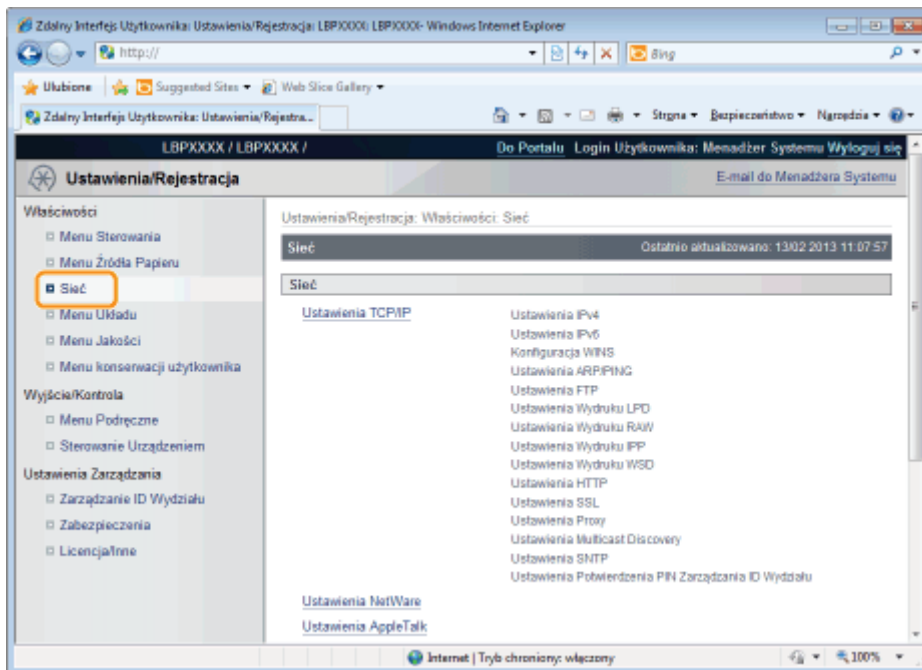 Zdalny Interfejs Użytkownika: Ustawienia/Rejestracja: LBPXXXX: LBPXXXX- Windows Internet Explorer
http://
Bing
Ulubione Suggested Sites Web Slice Gallery
Zdalny Interfejs Użytkownika: Ustawienia/Rejestra...
Strona Bezpieczeństwo Narzędzia
LBPXXXX / LBPXXXX /
Do Portalu Login Użytkownika: Menadżer Systemu Wyloguj się
Ustawienia/Rejestracja
E-mail do Menadżera Systemu
Właściwości
Menu Sterowania
Menu Źródła Papieru
Sieć
Menu Układu
Menu Jakości
Menu konserwacji użytkownika
Wyjście/Kontrola
Menu Podręczne
Sterowanie Urządzeniem
Ustawienia Zarządzania
Zarządzanie ID Wydziału
Zabezpieczenia
Licencja/Inne
Ustawienia/Rejestracja: Właściwości: Sieć
Sieć
Ostatnio aktualizowano: 13/02 2013 11:07:57
Sieć
Ustawienia TCP/IP
Ustawienia IPv4
Ustawienia IPv6
Konfiguracja WINS
Ustawienia ARP/PING
Ustawienia FTP
Ustawienia Wydruku LPD
Ustawienia Wydruku RAW
Ustawienia Wydruku IPP
Ustawienia Wydruku WSD
Ustawienia HTTP
Ustawienia SSL
Ustawienia Proxy
Ustawienia Multicast Discovery
Ustawienia SNTP
Ustawienia Potwierdzenia PIN Zarządzania ID Wydziału
Ustawienia NetWare
Ustawienia AppleTalk
Internet | Tryb chroniony: włączony
100%